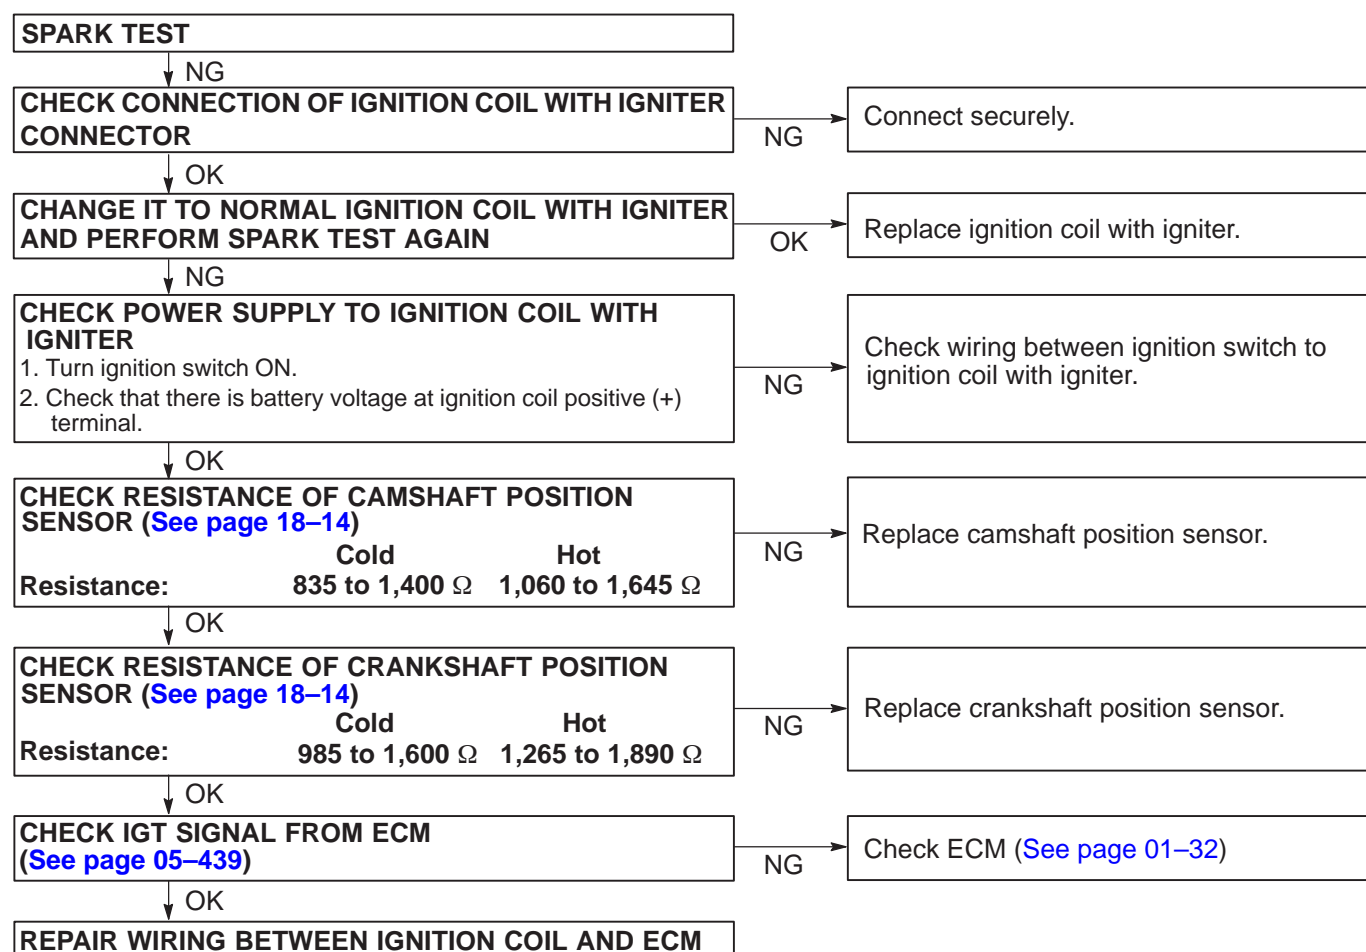 SPARK TEST
NG
CHECK CONNECTION OF IGNITION COIL WITH IGNITER
CONNECTOR
NG
Connect securely.
OK
CHANGE IT TO NORMAL IGNITION COIL WITH IGNITER
AND PERFORM SPARK TEST AGAIN
OK
Replace ignition coil with igniter.
NG
CHECK POWER SUPPLY TO IGNITION COIL WITH
IGNITER
1. Turn ignition switch ON.
2. Check that there is battery voltage at ignition coil positive (+)
terminal.
NG
Check wiring between ignition switch to
ignition coil with igniter.
OK
CHECK RESISTANCE OF CAMSHAFT POSITION
SENSOR (See page 18–14)
Cold Hot
Resistance: 835 to 1,400 Ω 1,060 to 1,645 Ω
NG
Replace camshaft position sensor.
OK
CHECK RESISTANCE OF CRANKSHAFT POSITION
SENSOR (See page 18–14)
Cold Hot
Resistance: 985 to 1,600 Ω 1,265 to 1,890 Ω
NG
Replace crankshaft position sensor.
OK
CHECK IGT SIGNAL FROM ECM
(See page 05–439)
NG
Check ECM (See page 01–32)
OK
REPAIR WIRING BETWEEN IGNITION COIL AND ECM